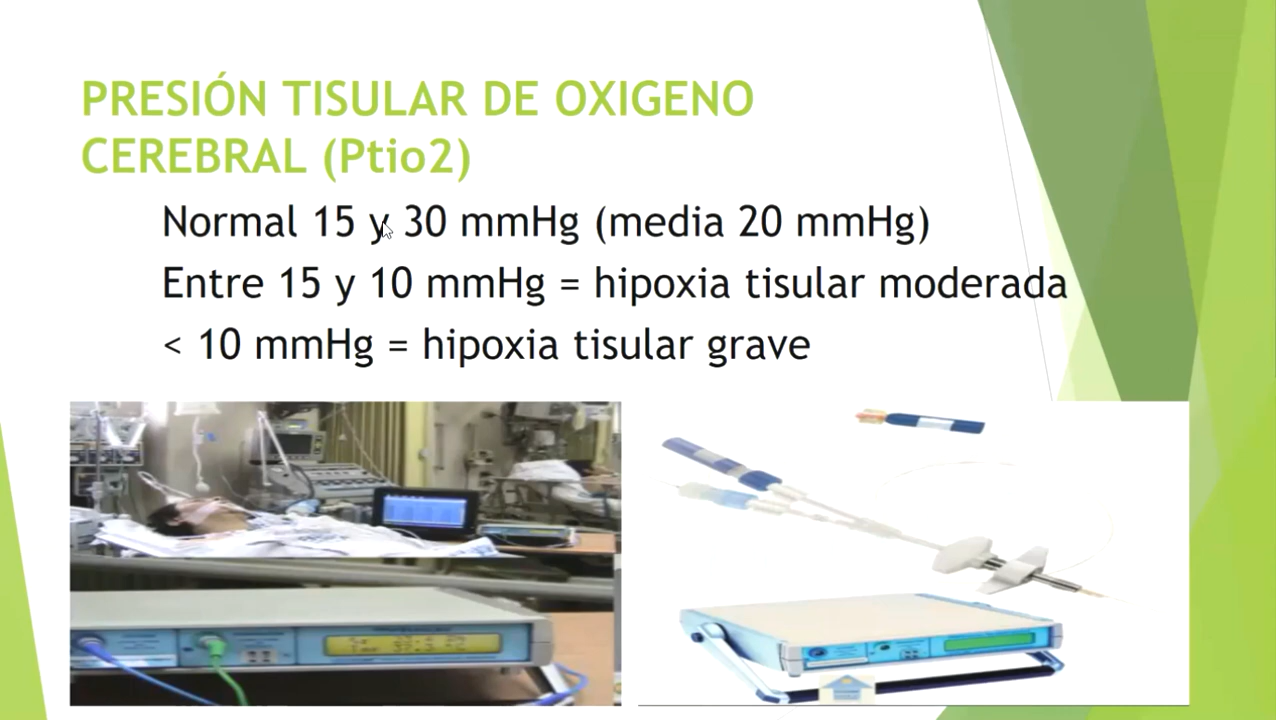 PRESIÓN TISULAR DE OXIGENO
CEREBRAL (Ptio2)
Normal 15 y 30 mmHg (media 20 mmHg)
Entre 15 y 10 mmHg = hipoxia tisular moderada
< 10 mmHg = hipoxia tisular grave